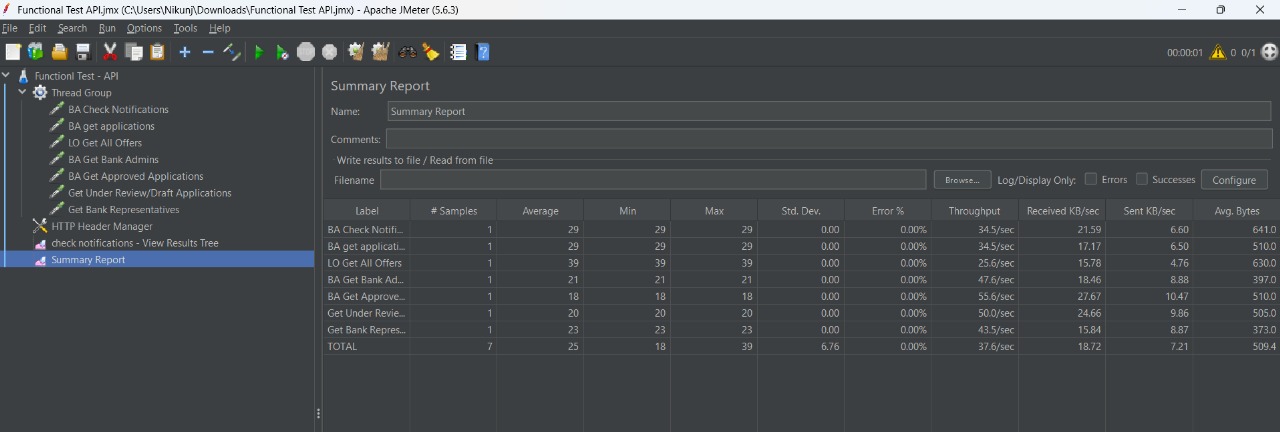 Functional Test API.jmx (C:\Users\Nikunj\Downloads\Functional Test API.jmx) - Apache JMeter (5.6.3)
File Edit Search Run Options Tools Help
00:00:01 0 0/1
Functionl Test - API
Thread Group
BA Check Notifications
BA get applications
LO Get All Offers
BA Get Bank Admins
BA Get Approved Applications
Get Under Review/Draft Applications
Get Bank Representatives
HTTP Header Manager
check notifications - View Results Tree
Summary Report
Summary Report
Name: Summary Report
Comments:
Write results to file / Read from file
Filename Browse... Log/Display Only: Errors Successes Configure
Label # Samples Average Min Max Std. Dev. Error % Throughput Received KB/sec Sent KB/sec Avg. Bytes
BA Check Notifi... 1 29 29 29 0.00 0.00% 34.5/sec 21.59 6.60 641.0
BA get applicati... 1 29 29 29 0.00 0.00% 34.5/sec 17.17 6.50 510.0
LO Get All Offers 1 39 39 39 0.00 0.00% 25.6/sec 15.78 4.76 630.0
BA Get Bank Ad... 1 21 21 21 0.00 0.00% 47.6/sec 18.46 8.88 397.0
BA Get Approve... 1 18 18 18 0.00 0.00% 55.6/sec 27.67 10.47 510.0
Get Under Revie... 1 20 20 20 0.00 0.00% 50.0/sec 24.66 9.86 505.0
Get Bank Repres... 1 23 23 23 0.00 0.00% 43.5/sec 15.84 8.87 373.0
TOTAL 7 25 18 39 6.76 0.00% 37.6/sec 18.72 7.21 509.4